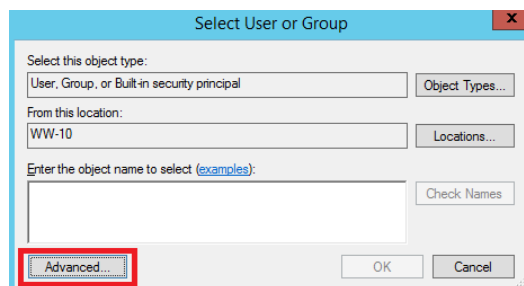 Select User or Group
x
Select this object type:
User, Group, or Built-in security principal
Object Types...
From this location:
WW-10
Locations...
Enter the object name to select (examples):
Check Names
Advanced...
OK
Cancel